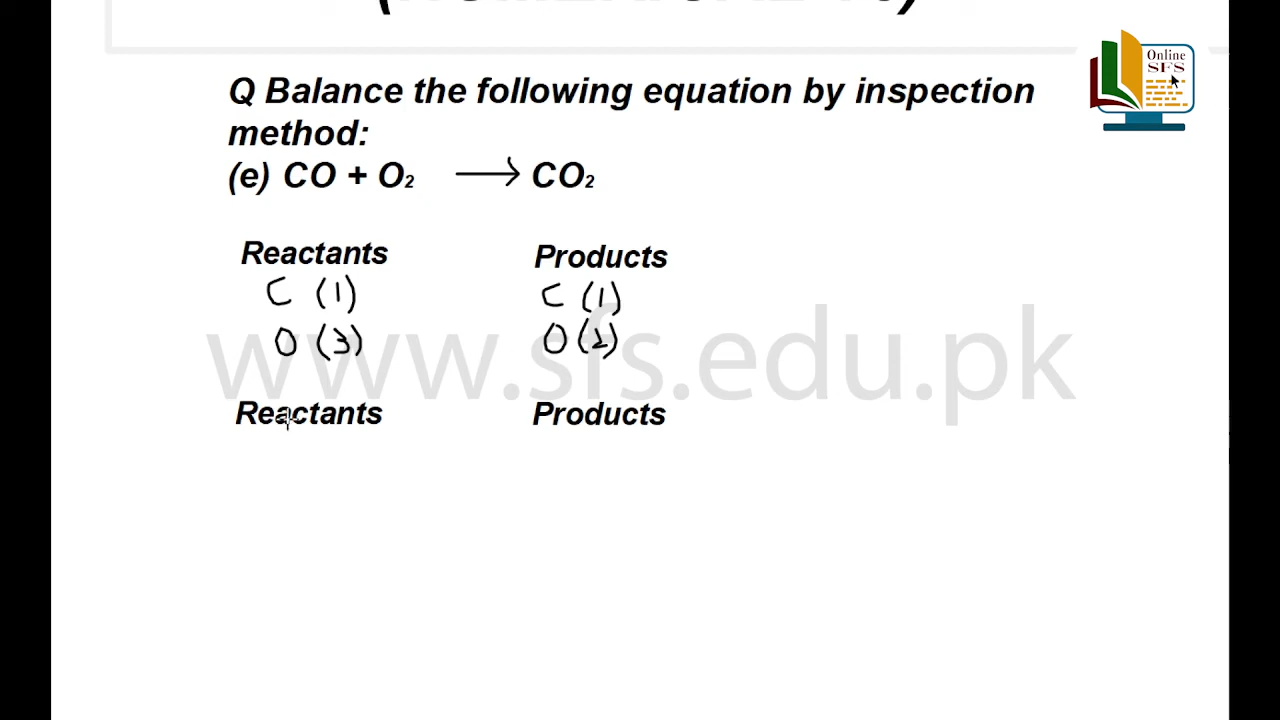 Online
SFS
Q Balance the following equation by inspection
method:
(e) CO + O₂ → CO₂
Reactants Products
C (1) C (1)
O (3) O (2)
www.sfs.edu.pk
Reactants Products